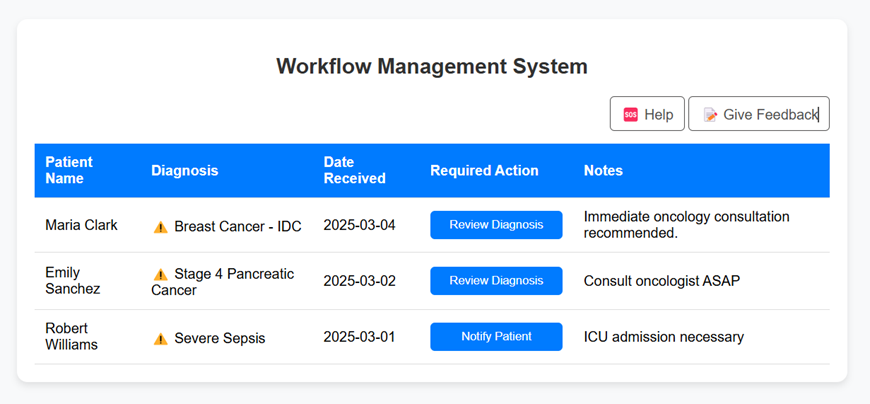 Workflow Management System
🆘 Help
📝 Give Feedback
Patient
Name
Diagnosis
Date
Received
Required Action
Notes
Maria Clark
⚠️ Breast Cancer - IDC
2025-03-04
Review Diagnosis
Immediate oncology consultation
recommended.
Emily
Sanchez
⚠️ Stage 4 Pancreatic
Cancer
2025-03-02
Review Diagnosis
Consult oncologist ASAP
Robert
Williams
⚠️ Severe Sepsis
2025-03-01
Notify Patient
ICU admission necessary